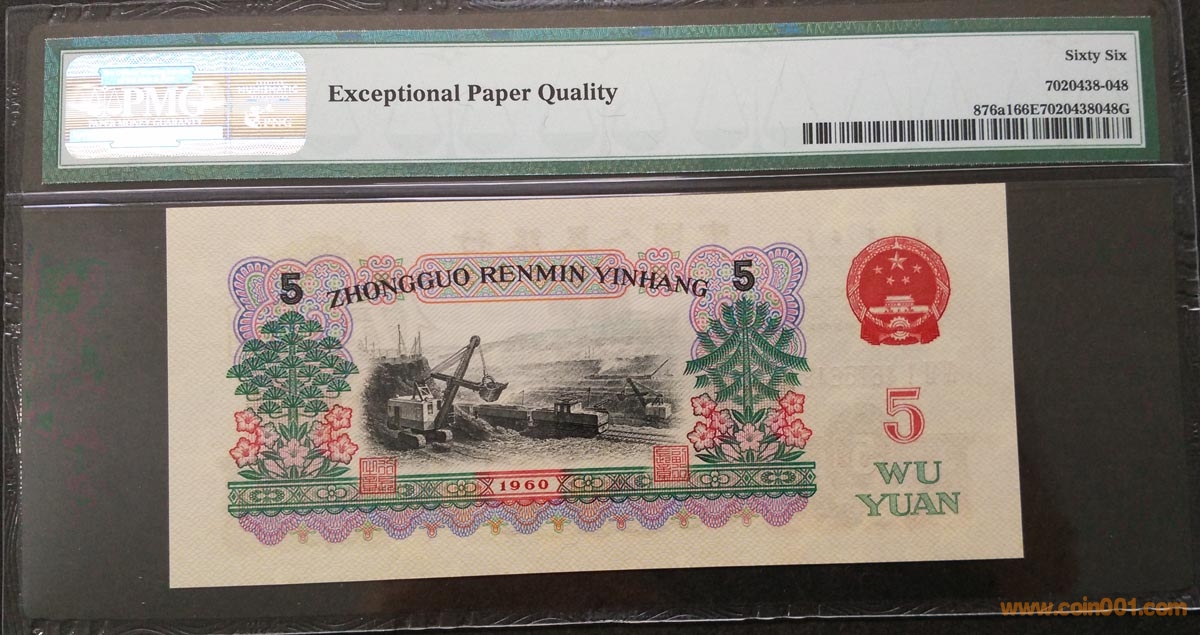 PMG
Exceptional Paper Quality
Sixty Six
7020438-048
876a166E7020438048G
5 ZHONGGUO RENMIN YINHANG 5
1960
5
WU
YUAN
www.coin001.com